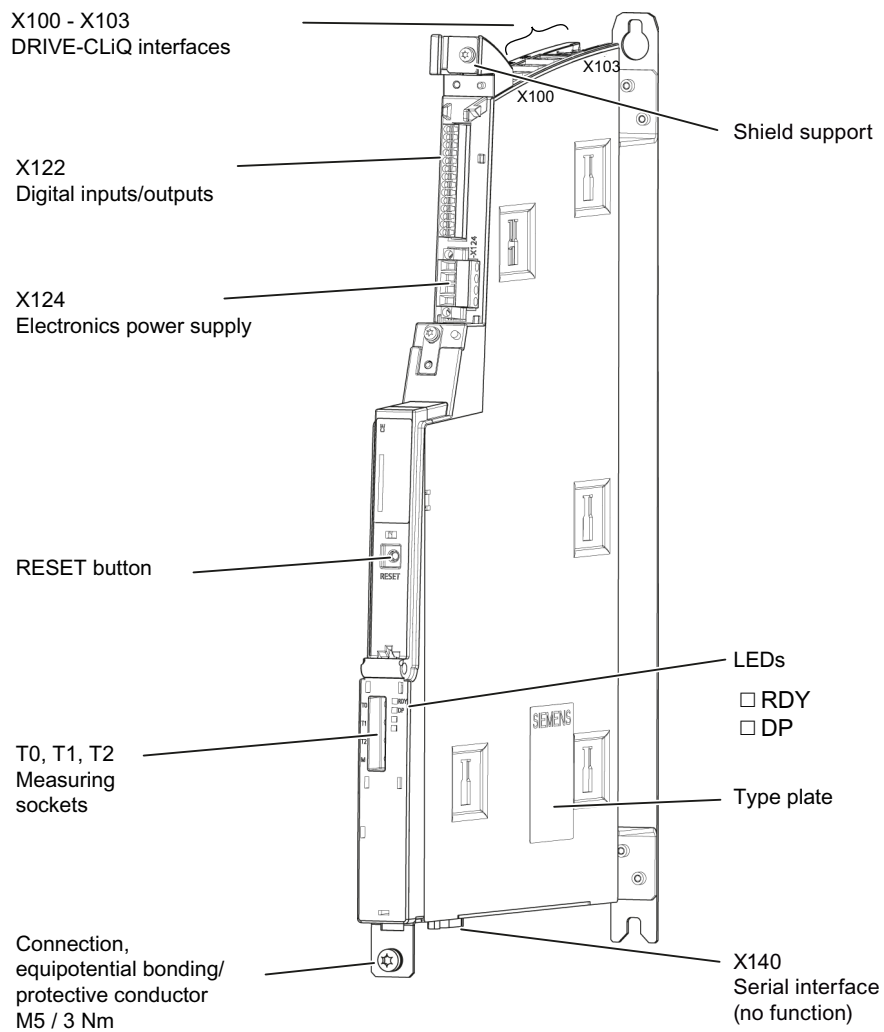 X100 - X103
DRIVE-CLiQ interfaces
X103
X100
Shield support
X122
Digital inputs/outputs
-X124
X124
Electronics power supply
RESET button
RESET
LEDs
RDY
DP
T0
RDY
DP
T1
T2
M
SIEMENS
T0, T1, T2
Measuring
sockets
Type plate
Connection,
equipotential bonding/
protective conductor
M5 / 3 Nm
X140
Serial interface
(no function)